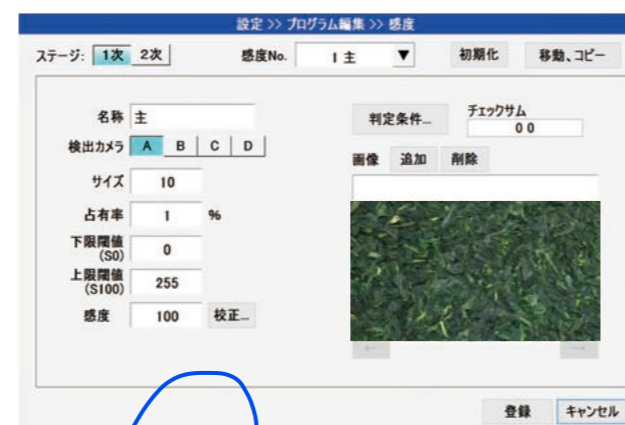 設定 >> プログラム編集 >> 感度
ステージ: 1次 2次 感度No. 1 主 ▼ 初期化 移動、コピー
名称 主
検出カメラ A B C D
サイズ 10
占有率 1 %
下限閾値
(S0) 0
上限閾値
(S100) 255
感度 100 校正...
判定条件... チェックサム
0 0
画像 追加 削除
← →
登録 キャンセル